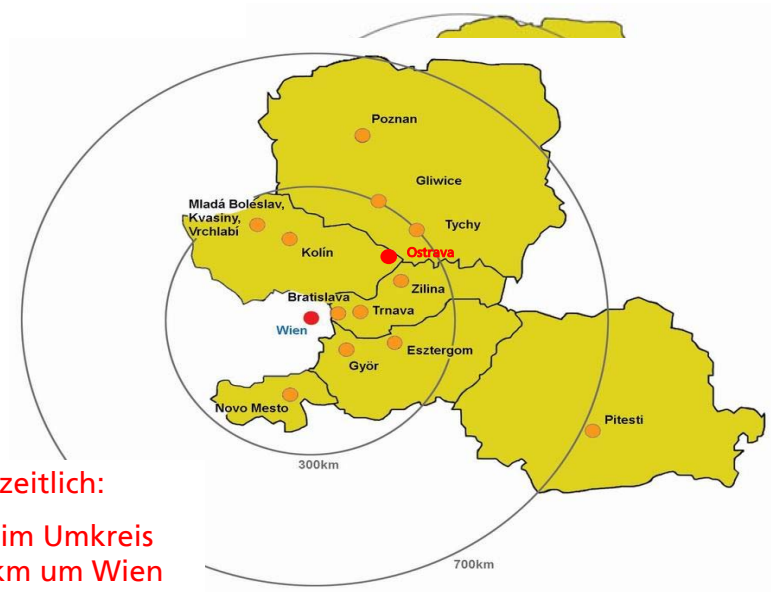 Poznan
Gliwice
Mladá Boleslav,
Kvasiny,
Vrchlabí
Tychy
Kolín
Ostrava
Zilina
Bratislava
Trnava
Wien
Esztergom
Györ
Novo Mesto
Pitesti
300km
zeitlich:
im Umkreis
km um Wien
700km